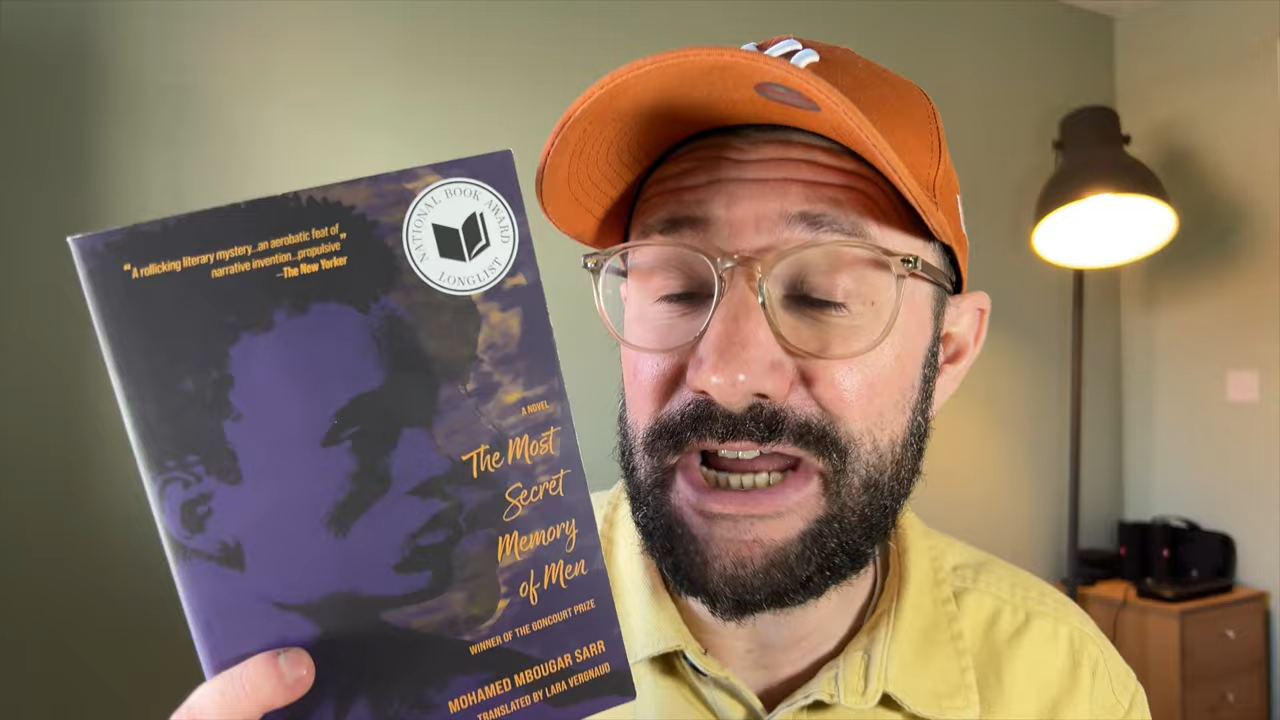 "A rollicking literary mystery...an aerobatic feat of
narrative invention...propulsive"
—The New Yorker
NATIONAL BOOK AWARD
LONGLIST
A NOVEL
The Most
Secret
Memory
of Men
WINNER OF THE GONCOURT PRIZE
MOHAMED MBOUGAR SARR
TRANSLATED BY LARA VERGNAUD